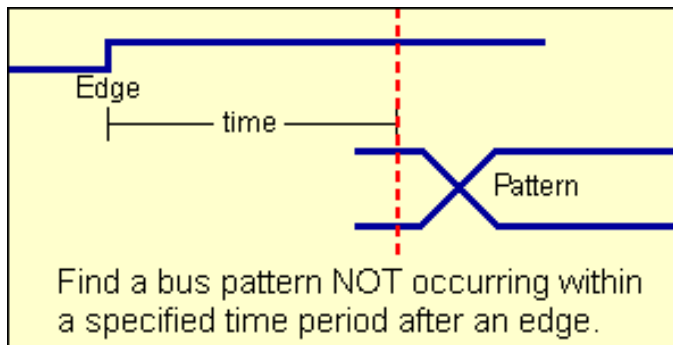 Edge
time
Pattern
Find a bus pattern NOT occurring within
a specified time period after an edge.